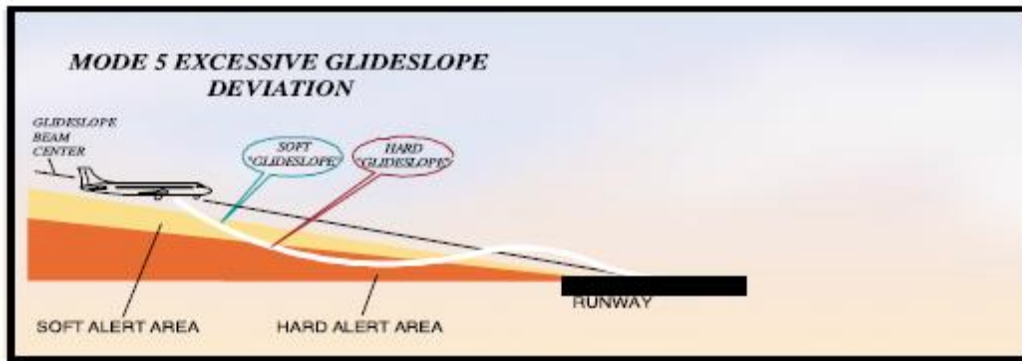 MODE 5 EXCESSIVE GLIDESLOPE
DEVIATION
GLIDESLOPE
BEAM
CENTER
SOFT
"GLIDESLOPE"
HARD
"GLIDESLOPE"
RUNWAY
SOFT ALERT AREA
HARD ALERT AREA